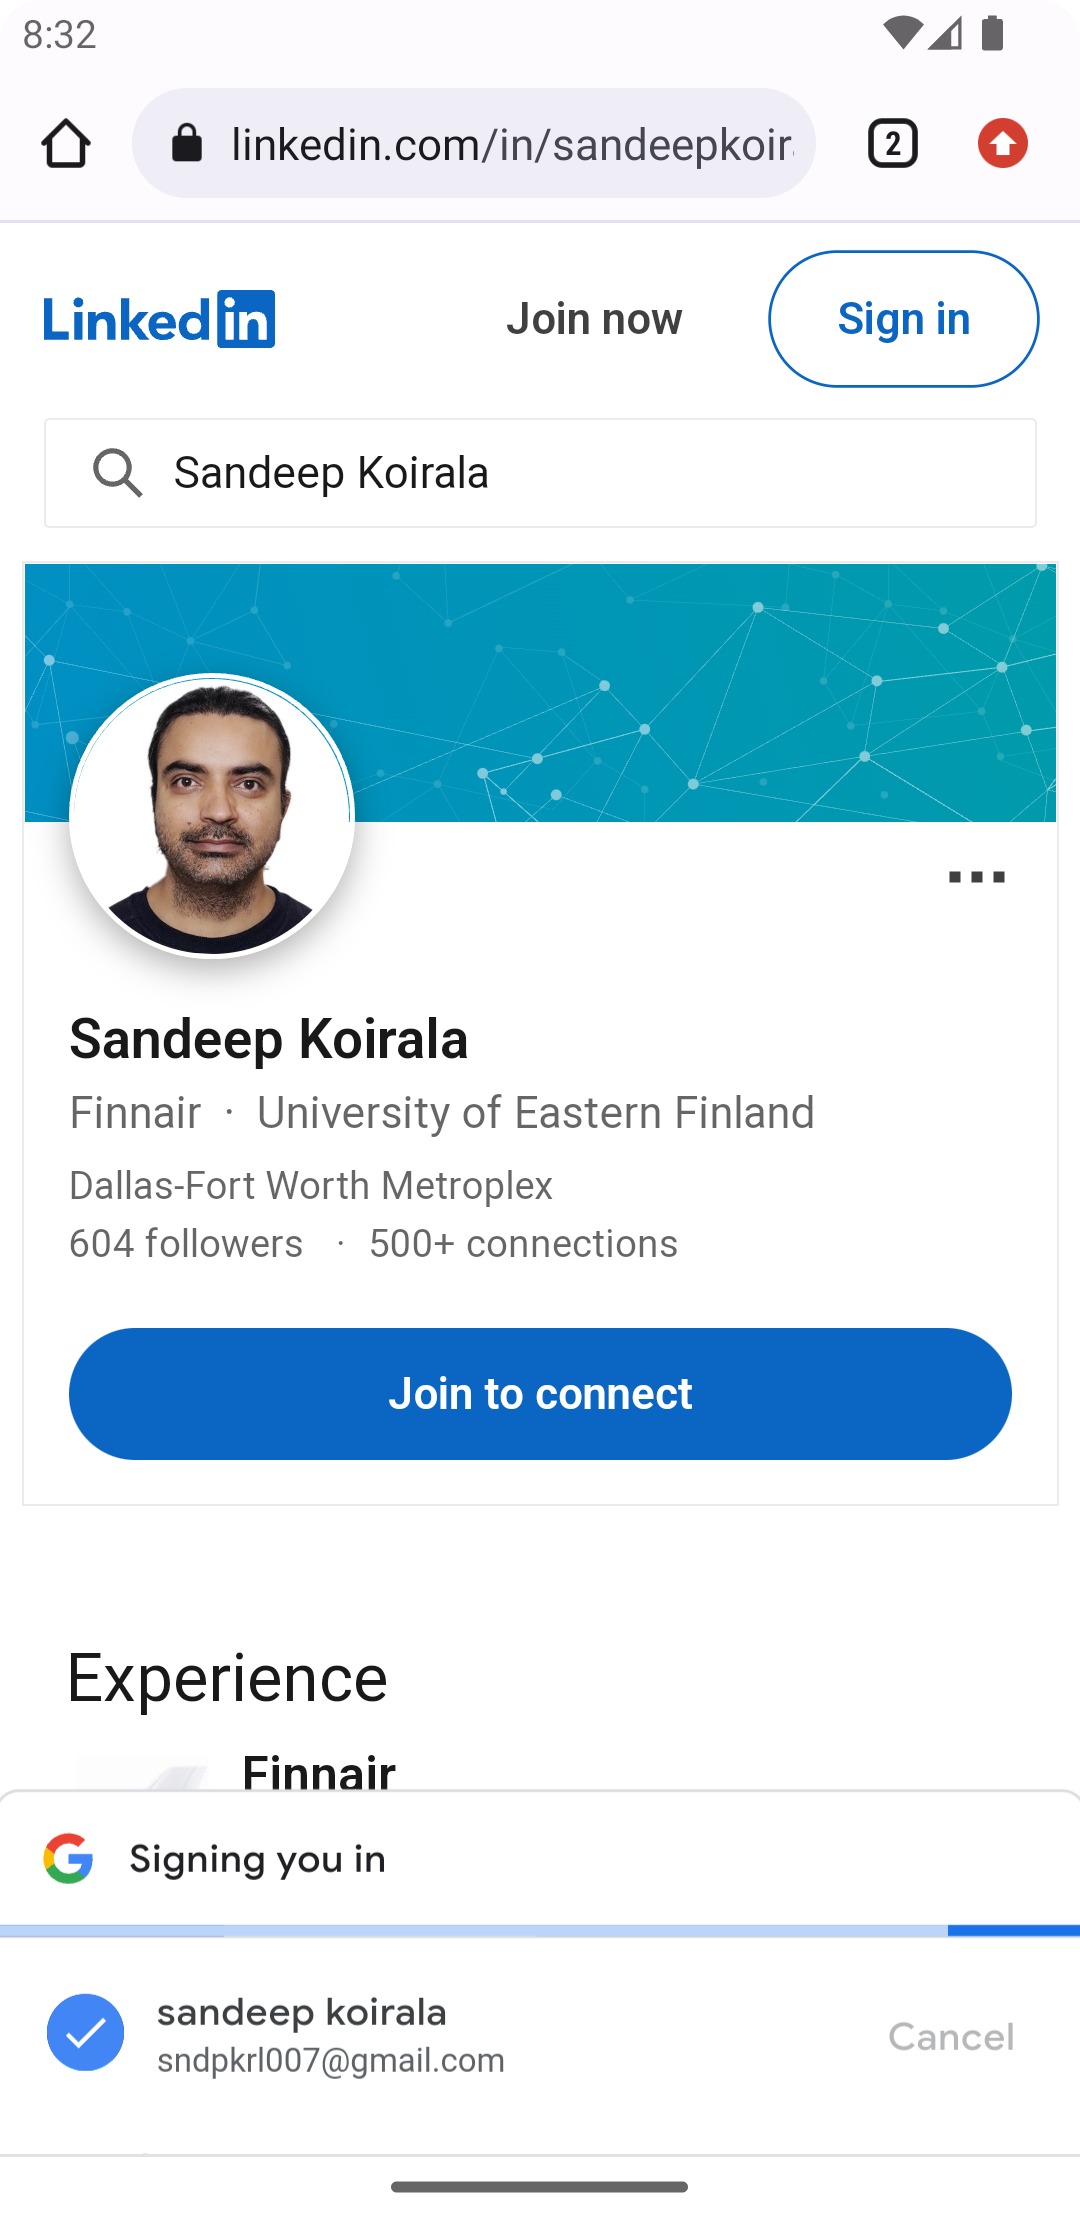 8:32
linkedin.com/in/sandeepkoir
2
Linkedin
Join now
Sign in
Sandeep Koirala
Sandeep Koirala
Finnair · University of Eastern Finland
Dallas-Fort Worth Metroplex
604 followers · 500+ connections
Join to connect
Experience
Finnair
Signing you in
sandeep koirala
sndpkrl007@gmail.com
Cancel